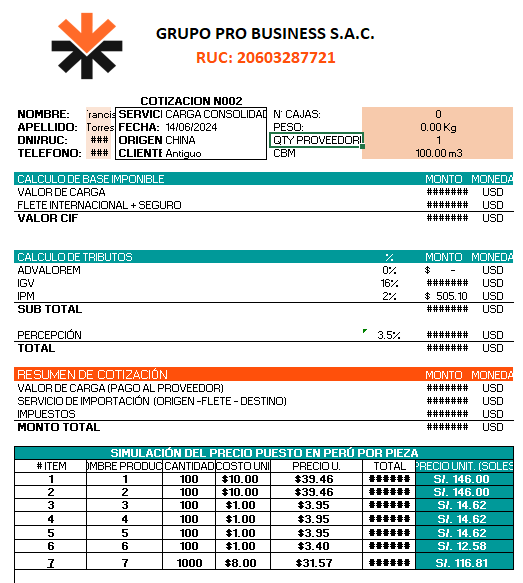 GRUPO PRO BUSINESS S.A.C.
RUC: 20603287721
COTIZACION N002
NOMBRE: Francis SERVICI CARGA CONSOLIDAD N° CAJAS: 0
APELLIDO: Torres FECHA: 14/06/2024 PESO: 0.00 Kg
DNI/RUC: ### ORIGEN CHINA QTY PROVEEDORI 1
TELEFONO: ### CLIENTE Antiguo CBM 100.00 m3
CALCULO DE BASE IMPONIBLE MONTO MONEDA
VALOR DE CARGA ####### USD
FLETE INTERNACIONAL + SEGURO ####### USD
VALOR CIF ####### USD
CALCULO DE TRIBUTOS % MONTO MONEDA
ADVALOREM 0% $ - USD
IGV 16% ####### USD
IPM 2% $ 505.10 USD
SUB TOTAL ####### USD
PERCEPCIÓN 3.5% ####### USD
TOTAL ####### USD
RESUMEN DE COTIZACIÓN MONTO MONEDA
VALOR DE CARGA (PAGO AL PROVEEDOR) ####### USD
SERVICIO DE IMPORTACIÓN (ORIGEN -FLETE - DESTINO) ####### USD
IMPUESTOS ####### USD
MONTO TOTAL ####### USD
SIMULACIÓN DEL PRECIO PUESTO EN PERÚ POR PIEZA
# ITEM OMBRE PRODUC CANTIDAD COSTO UNI PRECIO U. TOTAL PRECIO UNIT. (SOLES
1 1 100 $10.00 $39.46 ###### S/. 146.00
2 2 100 $10.00 $39.46 ###### S/. 146.00
3 3 100 $1.00 $3.95 ###### S/. 14.62
4 4 100 $1.00 $3.95 ###### S/. 14.62
5 5 100 $1.00 $3.95 ###### S/. 14.62
6 6 100 $1.00 $3.40 ###### S/. 12.58
7 7 1000 $8.00 $31.57 ###### S/. 116.81